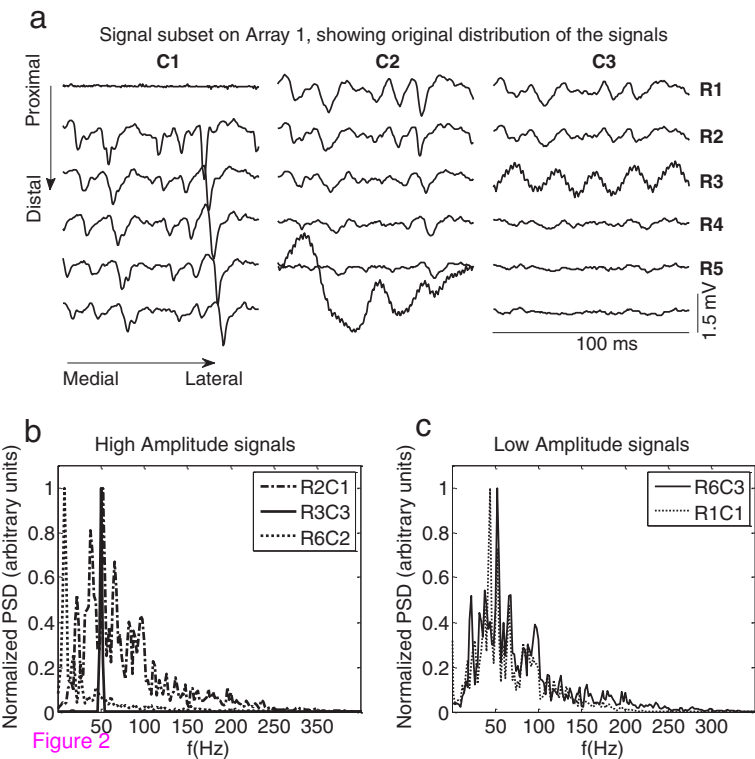 a
Signal subset on Array 1, showing original distribution of the signals
C1 C2 C3
Proximal
Distal
R1
R2
R3
R4
R5
1.5 mV
100 ms
Medial Lateral
b
High Amplitude signals
Normalized PSD (arbitrary units)
1
0.8
0.6
0.4
0.2
0
R2C1
R3C3
R6C2
50 100 150 200 250 300 350
f(Hz)
Figure 2
c
Low Amplitude signals
Normalized PSD (arbitrary units)
1
0.8
0.6
0.4
0.2
0
R6C3
R1C1
50 100 150 200 250 300
f(Hz)